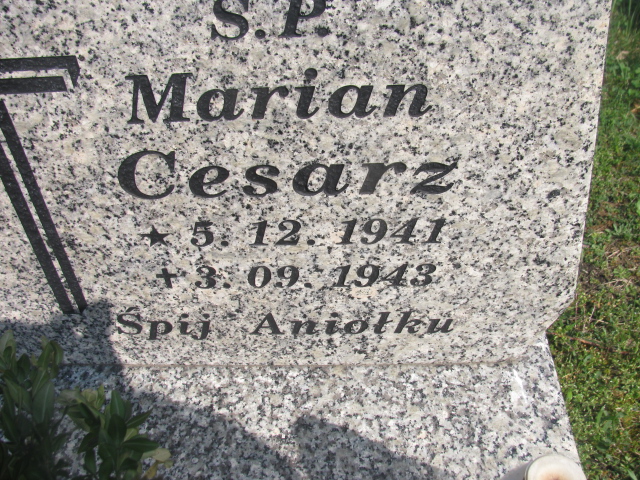 Ś.P.
Marian
Cesarz
★ 5. 12. 1941
+ 3. 09. 1943
Śpij Aniołku